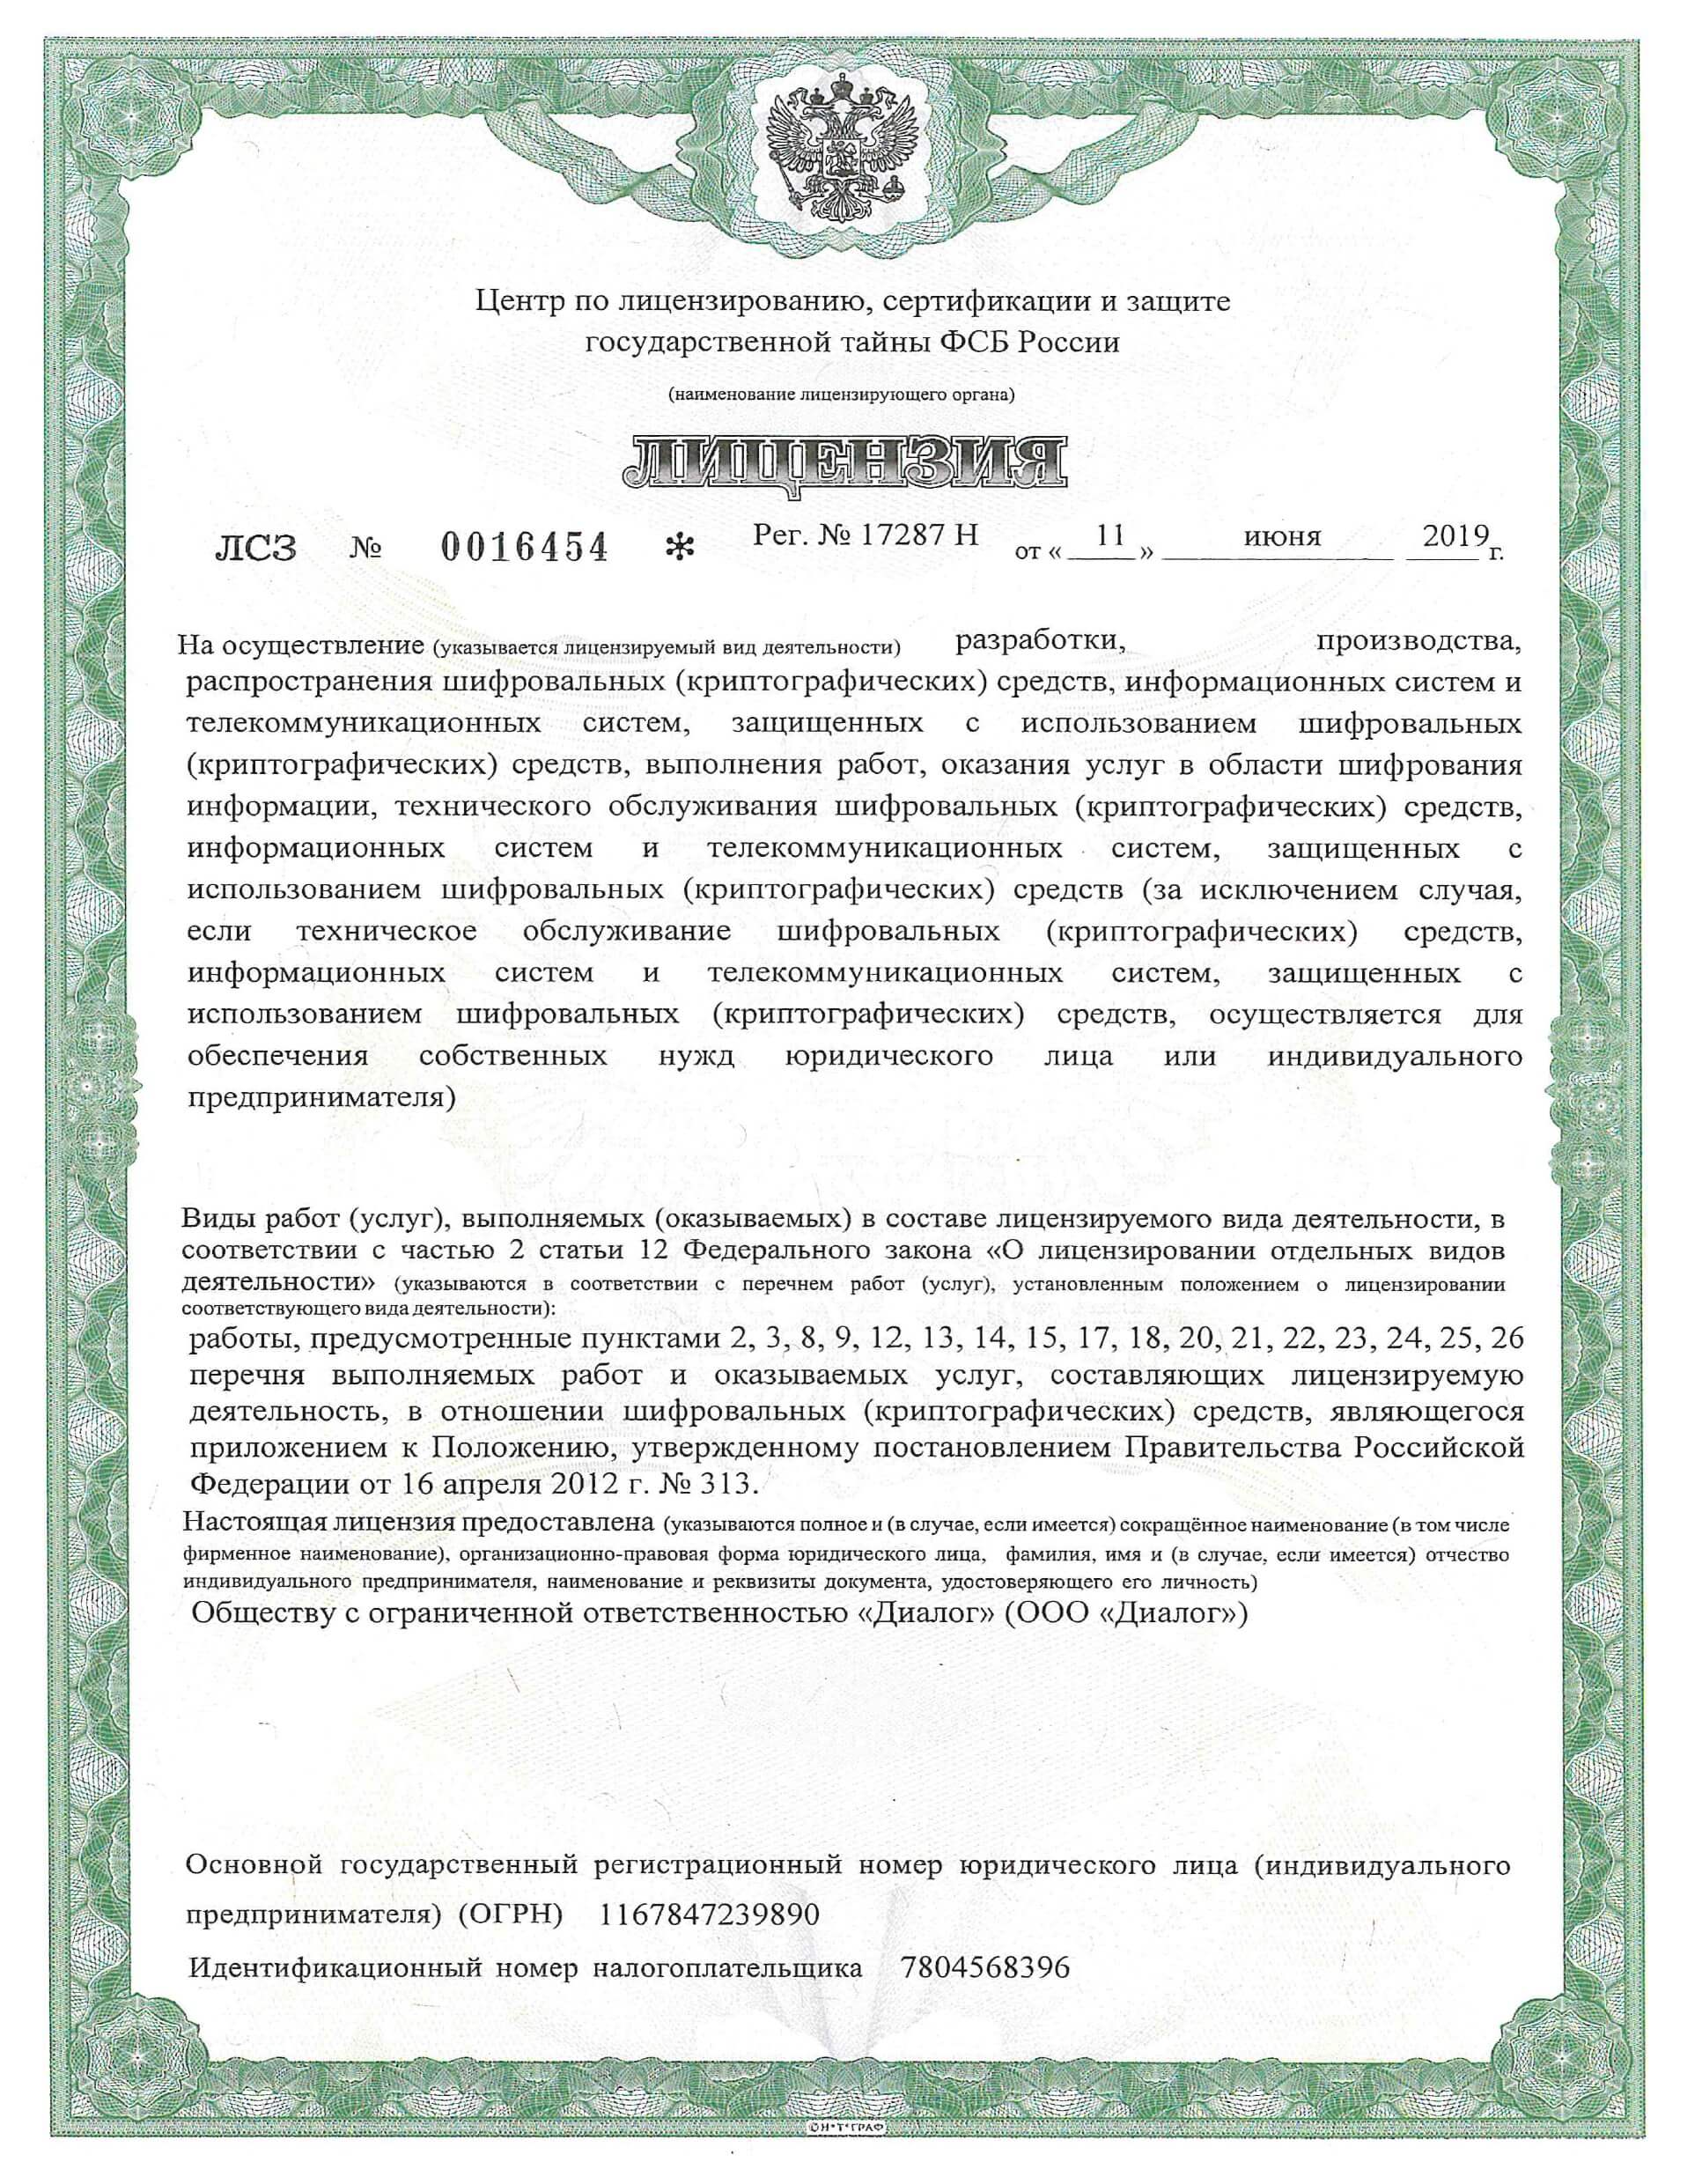 Центр по лицензированию, сертификации и защите
государственной тайны ФСБ России
(наименование лицензирующего органа)
ЛИЦЕНЗИЯ
ЛСЗ № 0016454 * Рег. № 17287 Н от « 11 » июня 2019 г.
На осуществление (указывается лицензируемый вид деятельности) разработки, производства,
распространения шифровальных (криптографических) средств, информационных систем и
телекоммуникационных систем, защищенных с использованием шифровальных
(криптографических) средств, выполнения работ, оказания услуг в области шифрования
информации, технического обслуживания шифровальных (криптографических) средств,
информационных систем и телекоммуникационных систем, защищенных с
использованием шифровальных (криптографических) средств (за исключением случая,
если техническое обслуживание шифровальных (криптографических) средств,
информационных систем и телекоммуникационных систем, защищенных с
использованием шифровальных (криптографических) средств, осуществляется для
обеспечения собственных нужд юридического лица или индивидуального
предпринимателя)
Виды работ (услуг), выполняемых (оказываемых) в составе лицензируемого вида деятельности, в
соответствии с частью 2 статьи 12 Федерального закона «О лицензировании отдельных видов
деятельности» (указываются в соответствии с перечнем работ (услуг), установленным положением о лицензировании
соответствующего вида деятельности):
работы, предусмотренные пунктами 2, 3, 8, 9, 12, 13, 14, 15, 17, 18, 20, 21, 22, 23, 24, 25, 26
перечня выполняемых работ и оказываемых услуг, составляющих лицензируемую
деятельность, в отношении шифровальных (криптографических) средств, являющегося
приложением к Положению, утвержденному постановлением Правительства Российской
Федерации от 16 апреля 2012 г. № 313.
Настоящая лицензия предоставлена (указываются полное и (в случае, если имеется) сокращённое наименование (в том числе
фирменное наименование), организационно-правовая форма юридического лица, фамилия, имя и (в случае, если имеется) отчество
индивидуального предпринимателя, наименование и реквизиты документа, удостоверяющего его личность)
Обществу с ограниченной ответственностью «Диалог» (ООО «Диалог»)
Основной государственный регистрационный номер юридического лица (индивидуального
предпринимателя) (ОГРН) 1167847239890
Идентификационный номер налогоплательщика 7804568396
©Н•Т•ГРАФ